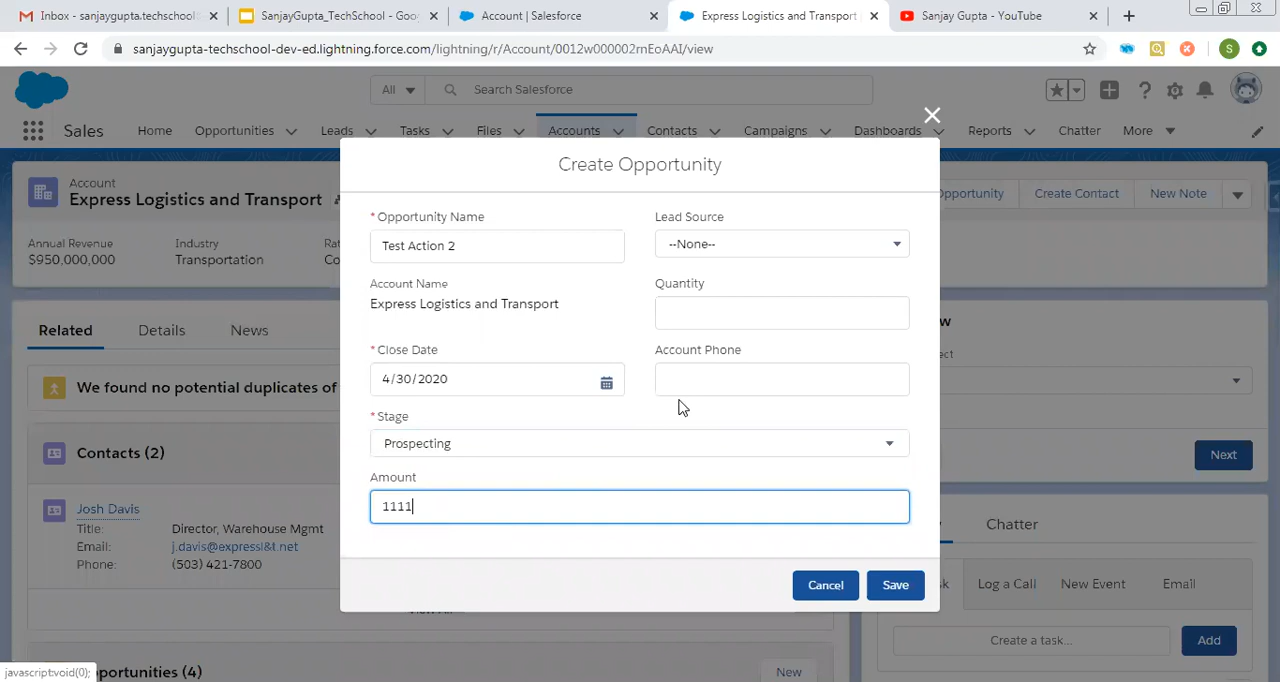 Inbox - sanjaygupta.techschool
SanjayGupta_TechSchool - Goo
Account | Salesforce
Express Logistics and Transport
Sanjay Gupta - YouTube
sanjaygupta-techschool-dev-ed.lightning.force.com/lightning/r/Account/0012w000002rnEoAAI/view
S
All
Search Salesforce
Sales
Home
Opportunities
Leads
Tasks
Files
Accounts
Contacts
Campaigns
Dashboards
Reports
Chatter
More
Account
Express Logistics and Transport
Opportunity
Create Contact
New Note
Annual Revenue
$950,000,000
Industry
Transportation
Related
Details
News
We found no potential duplicates of
Contacts (2)
Josh Davis
Title:
Director, Warehouse Mgmt
Email:
j.davis@expressl&t.net
Phone:
(503) 421-7800
Opportunities (4)
New
Create Opportunity
* Opportunity Name
Test Action 2
Lead Source
--None--
Account Name
Express Logistics and Transport
Quantity
* Close Date
4/30/2020
Account Phone
* Stage
Prospecting
Amount
1111
Cancel
Save
Next
Chatter
Log a Call
New Event
Email
Create a task...
Add
javascript:void(0);